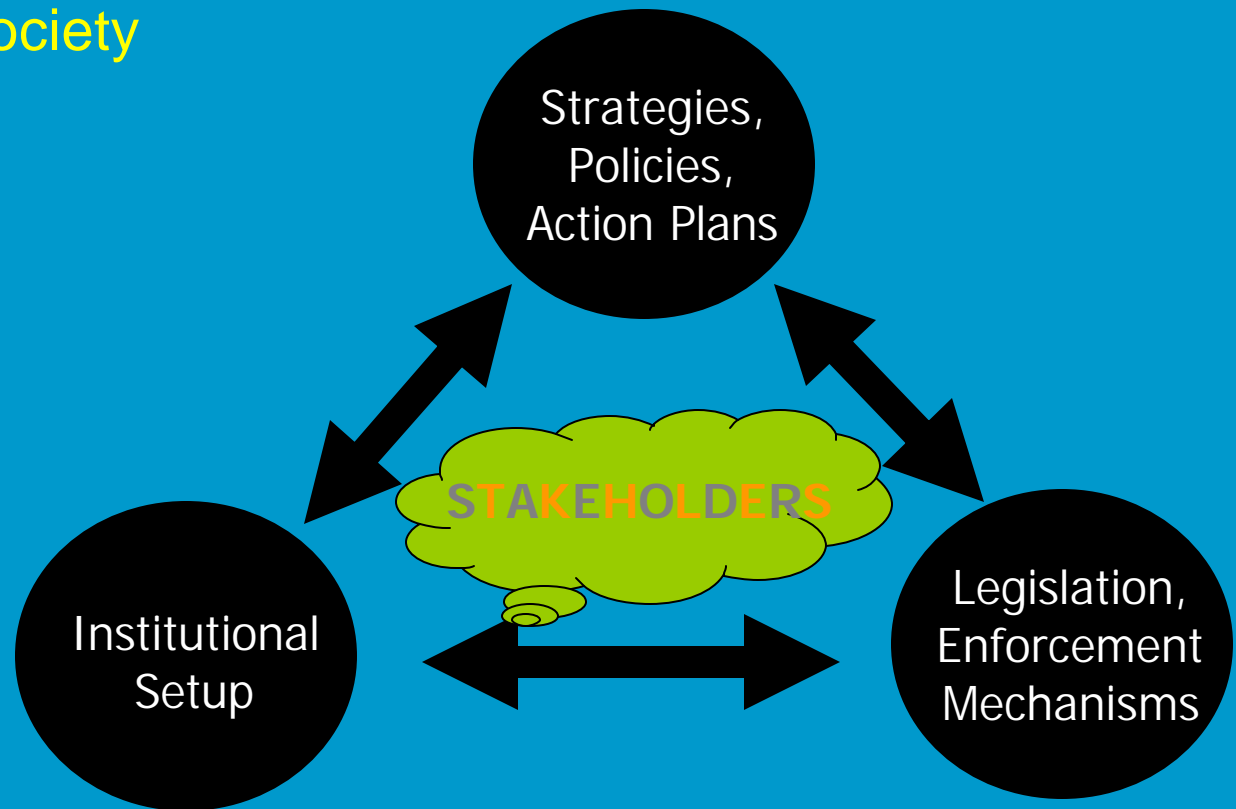 ociety
Strategies,
Policies,
Action Plans
STAKEHOLDERS
Institutional
Setup
Legislation,
Enforcement
Mechanisms